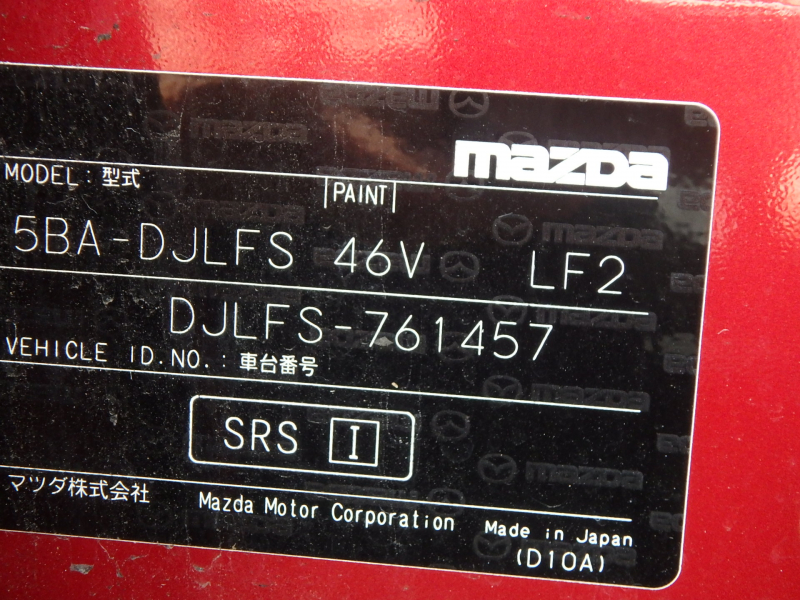 mazda
MODEL : 型式
PAINT
5BA-DJLFS 46V LF2
DJLFS-761457
VEHICLE ID.NO. : 車台番号
SRS I
マツダ株式会社 Mazda Motor Corporation Made in Japan
(D10A)